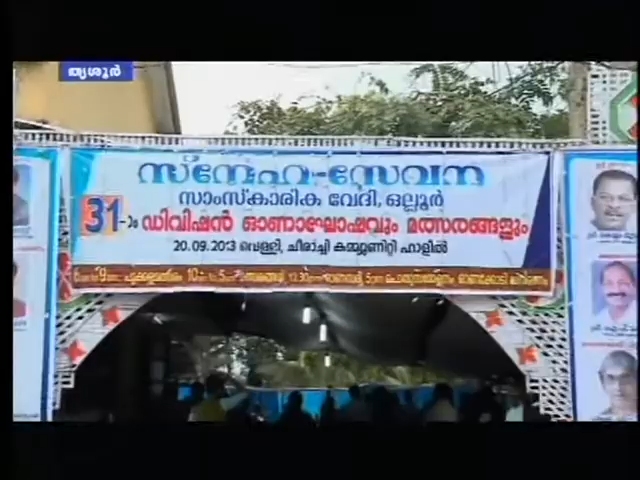 തൃശൂർ
സ്നേഹ-സേവന
സാംസ്കാരിക വേദി, ഒല്ലൂർ
31-ാം ഡിവിഷൻ ഓണാഘോഷവും മത്സരങ്ങളും
20.09.2013 വെള്ളി, ചീരാച്ചി കമ്മ്യൂണിറ്റി ഹാളിൽ